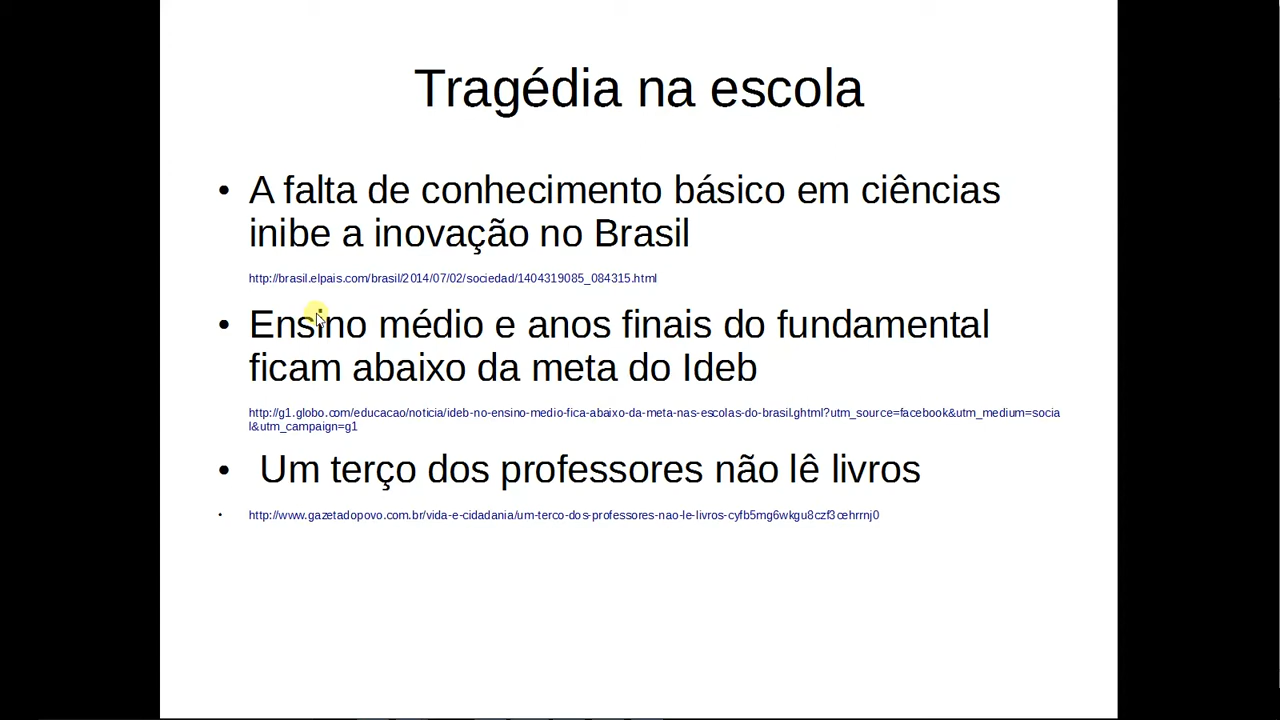 Tragédia na escola
• A falta de conhecimento básico em ciências
inibe a inovação no Brasil
http://brasil.elpais.com/brasil/2014/07/02/sociedad/1404319085_084315.html
• Ensino médio e anos finais do fundamental
ficam abaixo da meta do Ideb
http://g1.globo.com/educacao/noticia/ideb-no-ensino-medio-fica-abaixo-da-meta-nas-escolas-do-brasil.ghtml?utm_source=facebook&utm_medium=socia
l&utm_campaign=g1
• Um terço dos professores não lê livros
• http://www.gazetadopovo.com.br/vida-e-cidadania/um-terco-dos-professores-nao-le-livros-cyfb5mg6wkgu8czf3cehrrnj0